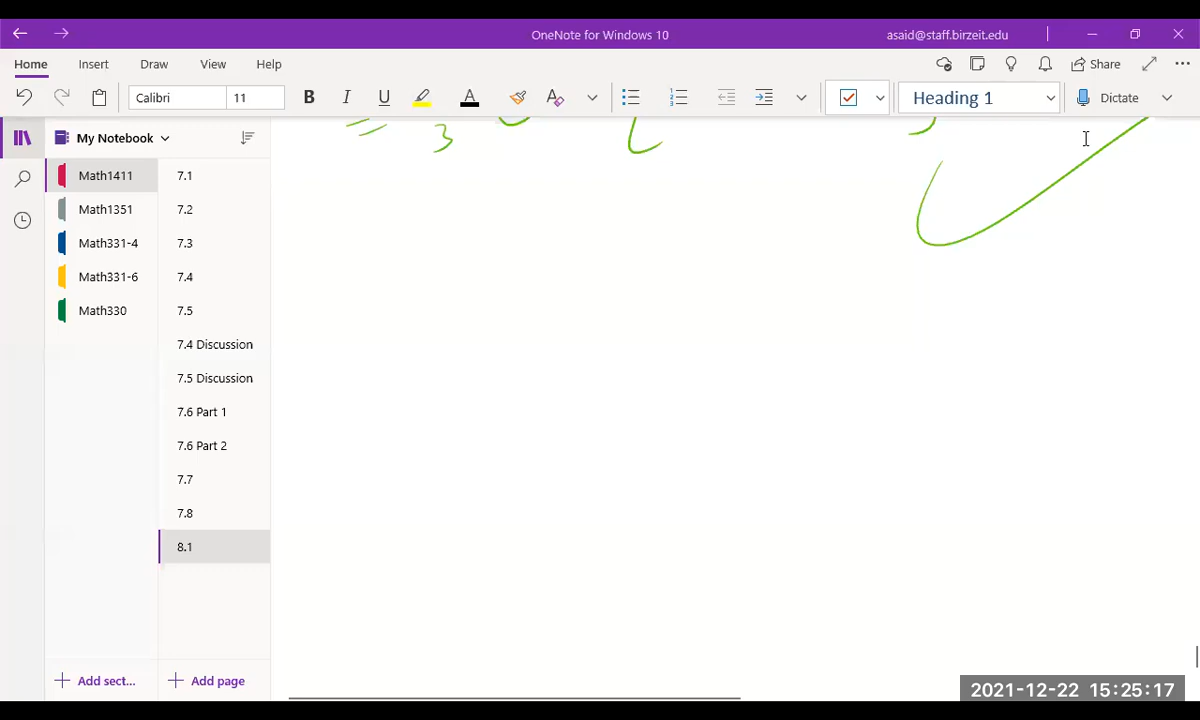 OneNote for Windows 10
asaid@staff.birzeit.edu
Home Insert Draw View Help
Share
Calibri 11 B I U A Heading 1 Dictate
My Notebook
Math1411
Math1351
Math331-4
Math331-6
Math330
7.1
7.2
7.3
7.4
7.5
7.4 Discussion
7.5 Discussion
7.6 Part 1
7.6 Part 2
7.7
7.8
8.1
= 3
Add sect...
Add page
2021-12-22 15:25:17